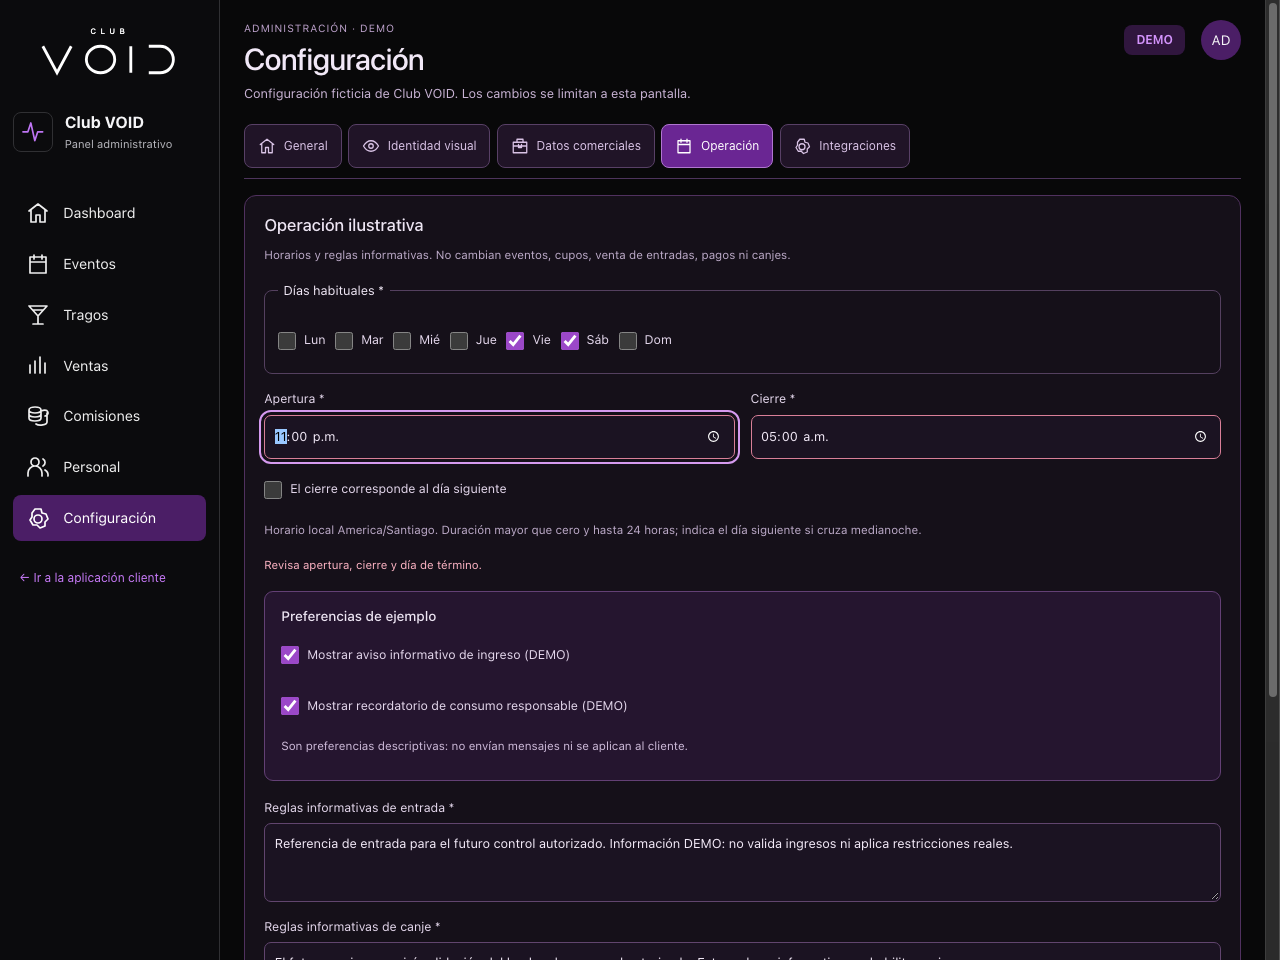 CLUB
VOID
Club VOID
Panel administrativo
Dashboard
Eventos
Tragos
Ventas
Comisiones
Personal
Configuración
← Ir a la aplicación cliente
ADMINISTRACIÓN · DEMO
Configuración
Configuración ficticia de Club VOID. Los cambios se limitan a esta pantalla.
DEMO
AD
General
Identidad visual
Datos comerciales
Operación
Integraciones
Operación ilustrativa
Horarios y reglas informativas. No cambian eventos, cupos, venta de entradas, pagos ni canjes.
Días habituales *
Lun Mar Mié Jue Vie Sáb Dom
Apertura *
11:00 p.m.
Cierre *
05:00 a.m.
El cierre corresponde al día siguiente
Horario local America/Santiago. Duración mayor que cero y hasta 24 horas; indica el día siguiente si cruza medianoche.
Revisa apertura, cierre y día de término.
Preferencias de ejemplo
Mostrar aviso informativo de ingreso (DEMO)
Mostrar recordatorio de consumo responsable (DEMO)
Son preferencias descriptivas: no envían mensajes ni se aplican al cliente.
Reglas informativas de entrada *
Referencia de entrada para el futuro control autorizado. Información DEMO: no valida ingresos ni aplica restricciones reales.
Reglas informativas de canje *